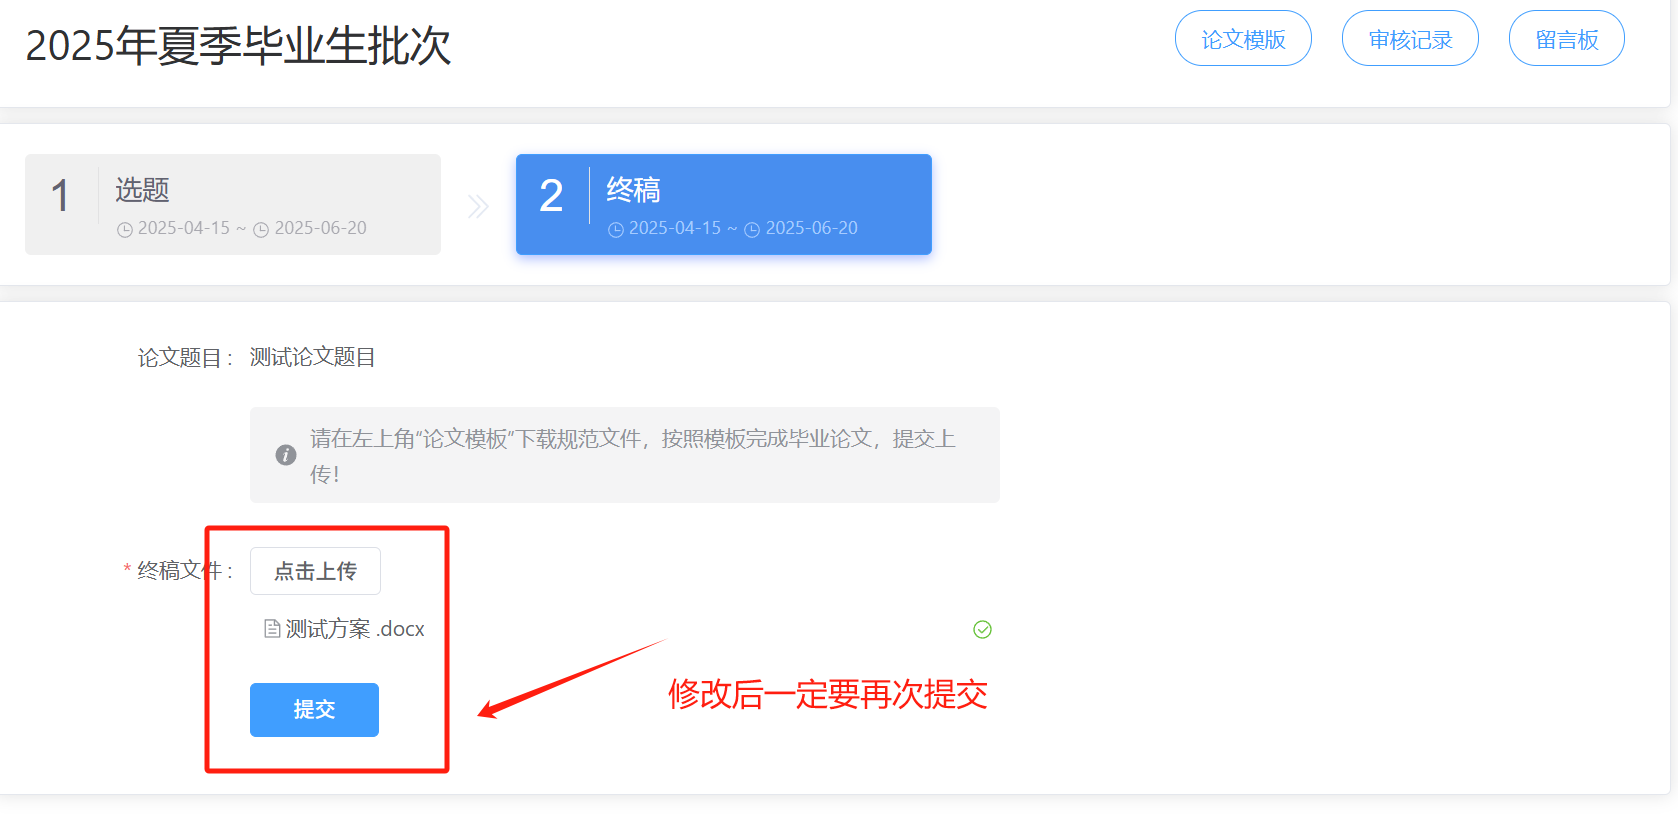 2025年夏季毕业生批次
论文模版
审核记录
留言板
1
选题
2025-04-15 ~ 2025-06-20
2
终稿
2025-04-15 ~ 2025-06-20
论文题目：
测试论文题目
请在左上角“论文模板”下载规范文件，按照模板完成毕业论文，提交上
传！
* 终稿文件：
点击上传
测试方案 .docx
提交
修改后一定要再次提交